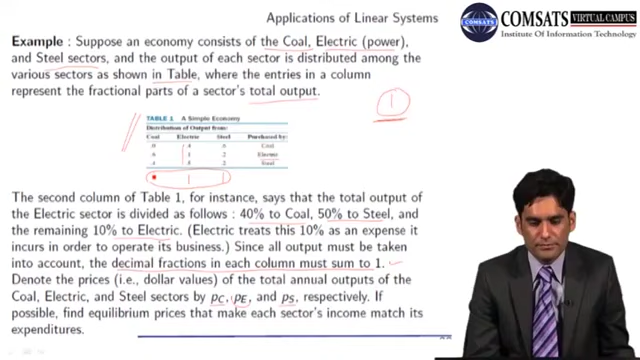 Applications of Linear Systems
COMSATS VIRTUAL CAMPUS
Institute Of Information Technology
Example : Suppose an economy consists of the Coal, Electric (power),
and Steel sectors, and the output of each sector is distributed among the
various sectors as shown in Table, where the entries in a column
represent the fractional parts of a sector's total output.
1
TABLE 1 A Simple Economy
Distribution of Output from:
Coal Electric Steel Purchased by:
.0 .4 .6 Coal
.6 .1 .2 Electric
.4 .5 .2 Steel
1
The second column of Table 1, for instance, says that the total output of
the Electric sector is divided as follows : 40% to Coal, 50% to Steel, and
the remaining 10% to Electric. (Electric treats this 10% as an expense it
incurs in order to operate its business.) Since all output must be taken
into account, the decimal fractions in each column must sum to 1.
Denote the prices (i.e., dollar values) of the total annual outputs of the
Coal, Electric, and Steel sectors by pC, pE, and pS, respectively. If
possible, find equilibrium prices that make each sector's income match its
expenditures.